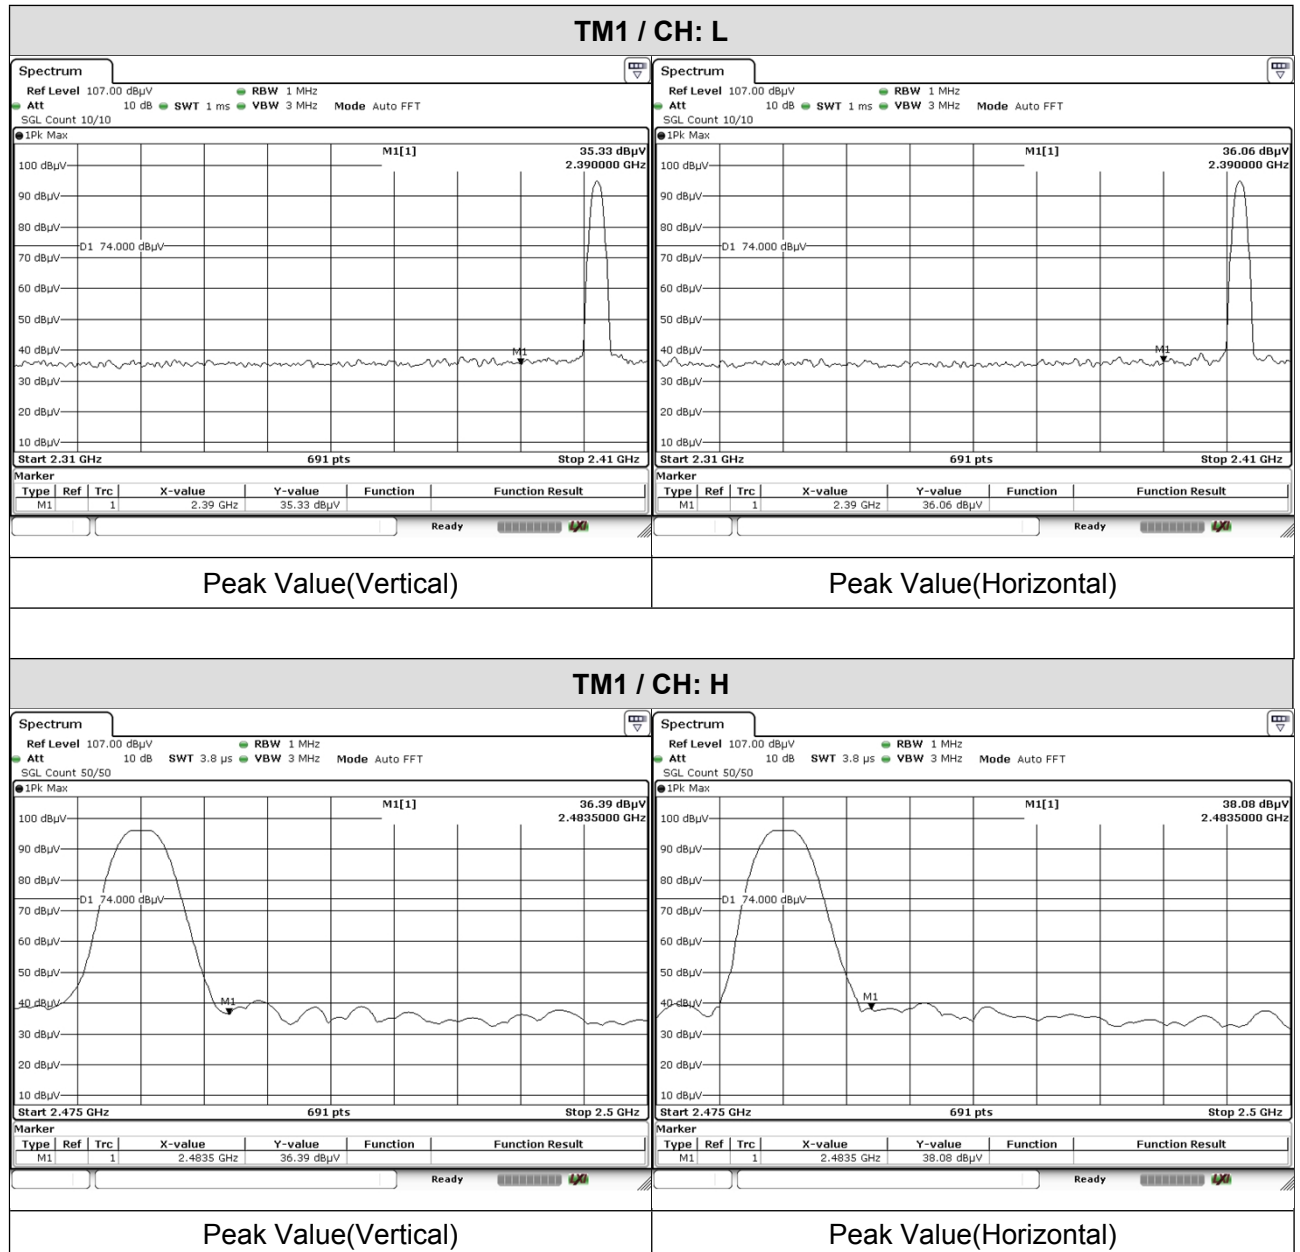 TM1 / CH: L
Spectrum
Ref Level 107.00 dBµV RBW 1 MHz
Att 10 dB SWT 1 ms VBW 3 MHz Mode Auto FFT
SGL Count 10/10
1Pk Max
M1[1] 35.33 dBµV
2.390000 GHz
100 dBµV
90 dBµV
80 dBµV
D1 74.000 dBµV
70 dBµV
60 dBµV
50 dBµV
40 dBµV
M1
30 dBµV
20 dBµV
10 dBµV
Start 2.31 GHz 691 pts Stop 2.41 GHz
Marker
Type Ref Trc X-value Y-value Function Function Result
M1 1 2.39 GHz 35.33 dBµV
Ready LXI
Peak Value(Vertical)
Spectrum
Ref Level 107.00 dBµV RBW 1 MHz
Att 10 dB SWT 1 ms VBW 3 MHz Mode Auto FFT
SGL Count 10/10
1Pk Max
M1[1] 36.06 dBµV
2.390000 GHz
100 dBµV
90 dBµV
80 dBµV
D1 74.000 dBµV
70 dBµV
60 dBµV
50 dBµV
40 dBµV
M1
30 dBµV
20 dBµV
10 dBµV
Start 2.31 GHz 691 pts Stop 2.41 GHz
Marker
Type Ref Trc X-value Y-value Function Function Result
M1 1 2.39 GHz 36.06 dBµV
Ready LXI
Peak Value(Horizontal)
TM1 / CH: H
Spectrum
Ref Level 107.00 dBµV RBW 1 MHz
Att 10 dB SWT 3.8 µs VBW 3 MHz Mode Auto FFT
SGL Count 50/50
1Pk Max
M1[1] 36.39 dBµV
2.4835000 GHz
100 dBµV
90 dBµV
80 dBµV
D1 74.000 dBµV
70 dBµV
60 dBµV
50 dBµV
40 dBµV
M1
30 dBµV
20 dBµV
10 dBµV
Start 2.475 GHz 691 pts Stop 2.5 GHz
Marker
Type Ref Trc X-value Y-value Function Function Result
M1 1 2.4835 GHz 36.39 dBµV
Ready LXI
Peak Value(Vertical)
Spectrum
Ref Level 107.00 dBµV RBW 1 MHz
Att 10 dB SWT 3.8 µs VBW 3 MHz Mode Auto FFT
SGL Count 50/50
1Pk Max
M1[1] 38.08 dBµV
2.4835000 GHz
100 dBµV
90 dBµV
80 dBµV
D1 74.000 dBµV
70 dBµV
60 dBµV
50 dBµV
40 dBµV
M1
30 dBµV
20 dBµV
10 dBµV
Start 2.475 GHz 691 pts Stop 2.5 GHz
Marker
Type Ref Trc X-value Y-value Function Function Result
M1 1 2.4835 GHz 38.08 dBµV
Ready LXI
Peak Value(Horizontal)